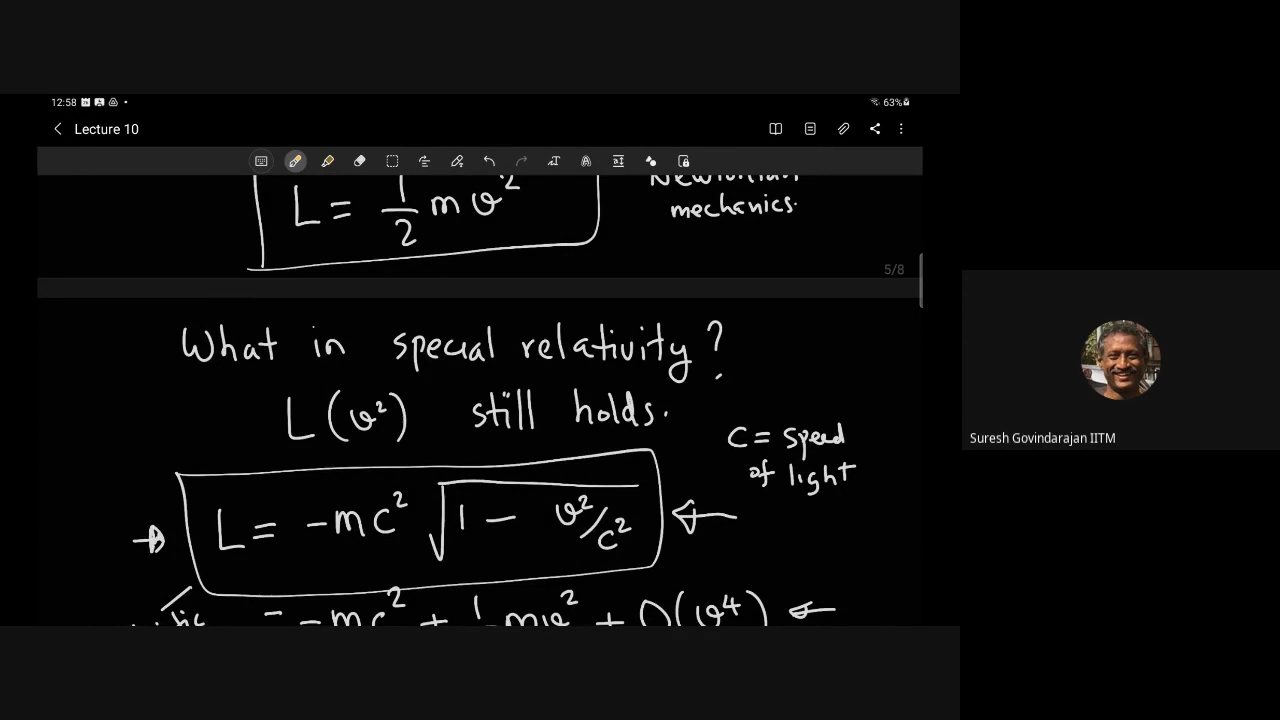 12:58
63%
Lecture 10
L = 1/2 m v²
Newtonian
mechanics.
5/8
What in special relativity?
L(v²) still holds.
c = speed
of light
L = -mc² √(1 - v²/c²)
= -mc² + 1/2 mv² + O(v⁴)
Suresh Govindarajan IITM